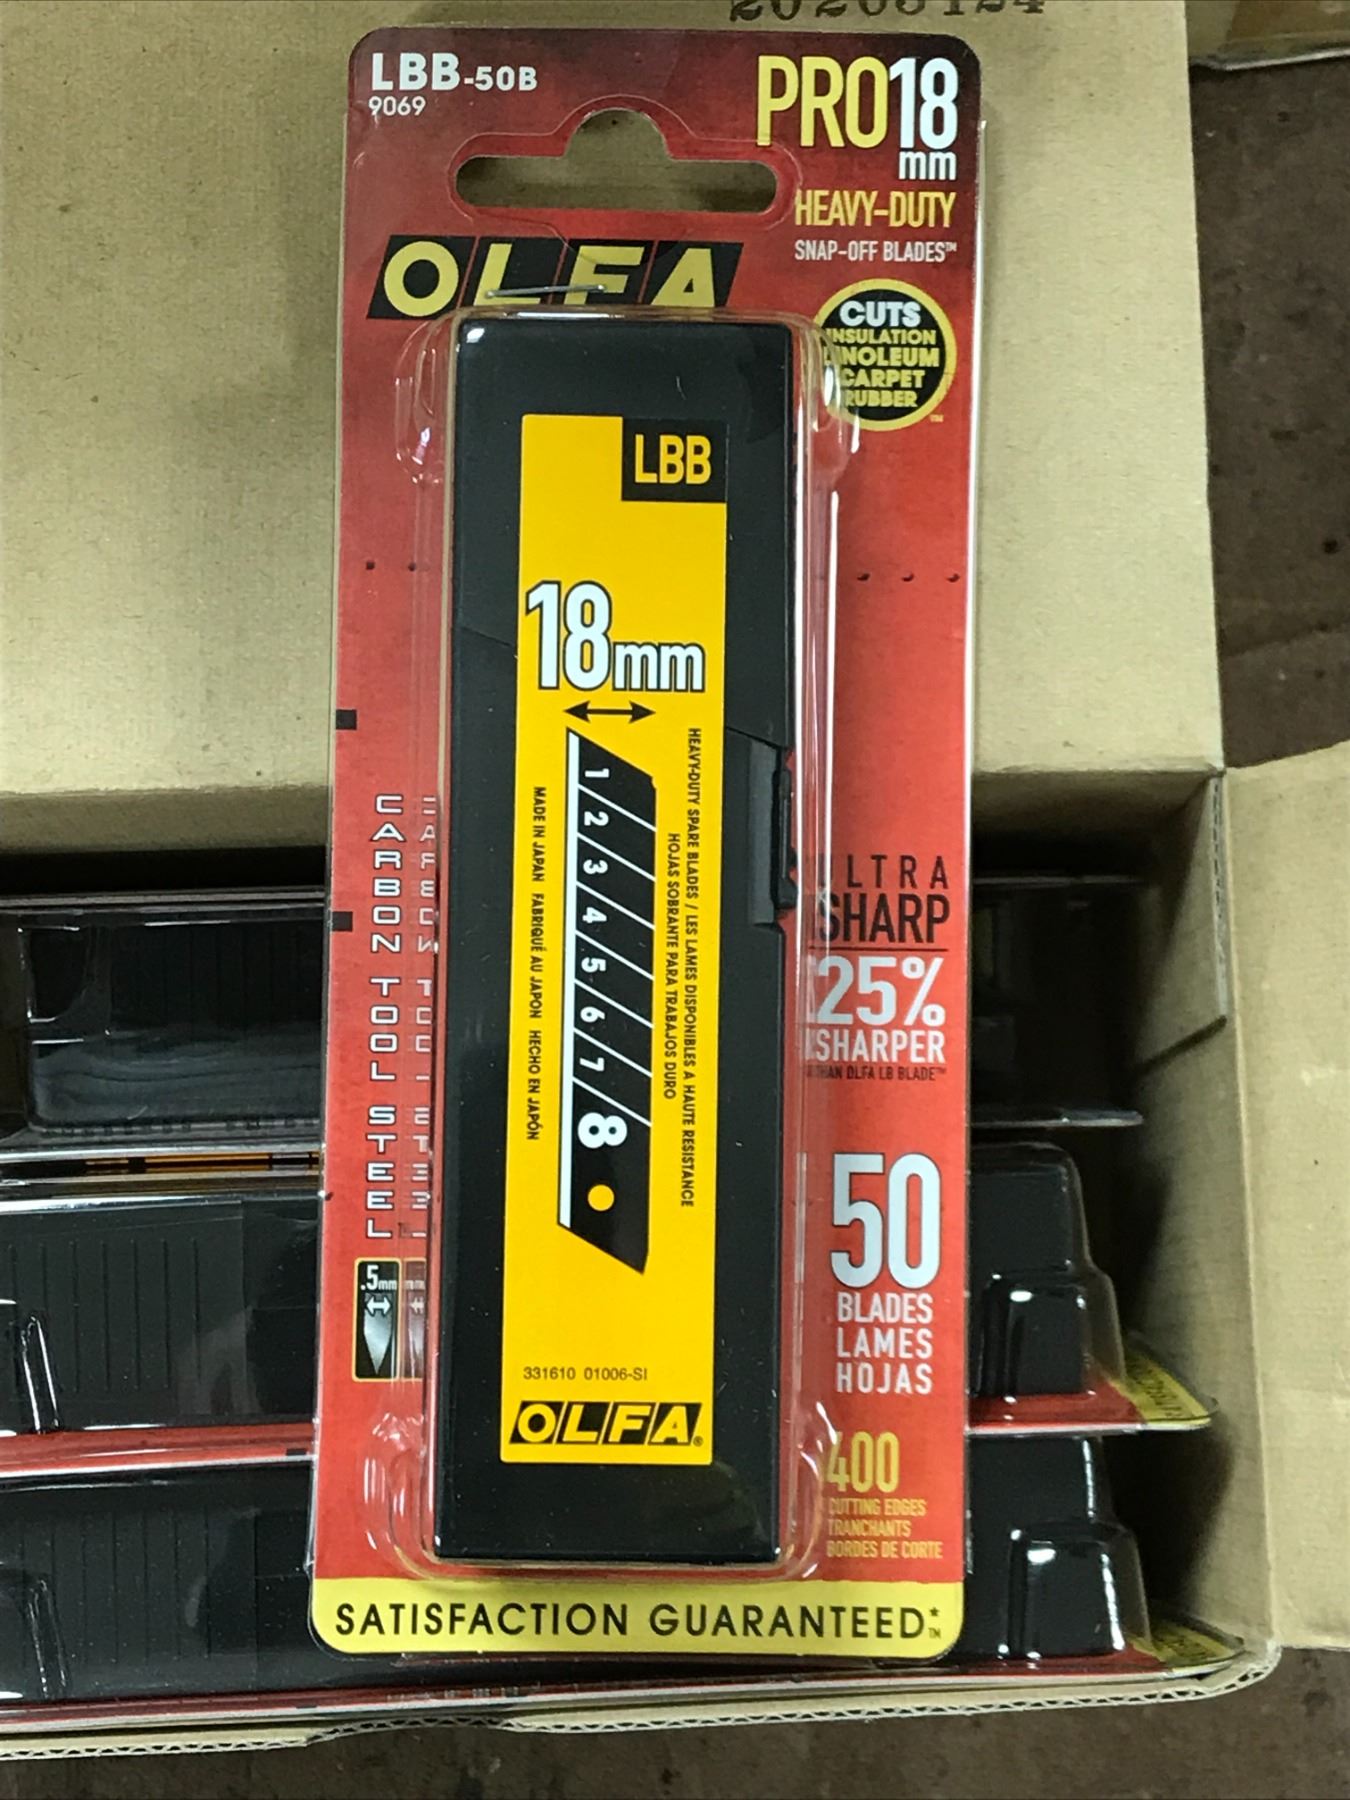 LBB-50B
9069
PRO18
mm
HEAVY-DUTY
SNAP-OFF BLADES™
OLFA
CUTS
INSULATION
LINOLEUM
CARPET
RUBBER
™
LBB
18mm
1
2
3
4
5
6
7
8
HEAVY-DUTY SPARE BLADES / LES LAMES DISPONIBLES A HAUTE RESISTANCE
HOJAS SOBRANTE PARA TRABAJOS DURO
MADE IN JAPAN FABRIQUÉ AU JAPON HECHO EN JAPÓN
331610 01006-SI
OLFA®
CARBON TOOL STEEL
.5mm
ULTRA
SHARP
25%
SHARPER
THAN OLFA LB BLADE™
50
BLADES
LAMES
HOJAS
400
CUTTING EDGES
TRANCHANTS
BORDES DE CORTE
SATISFACTION GUARANTEED*™